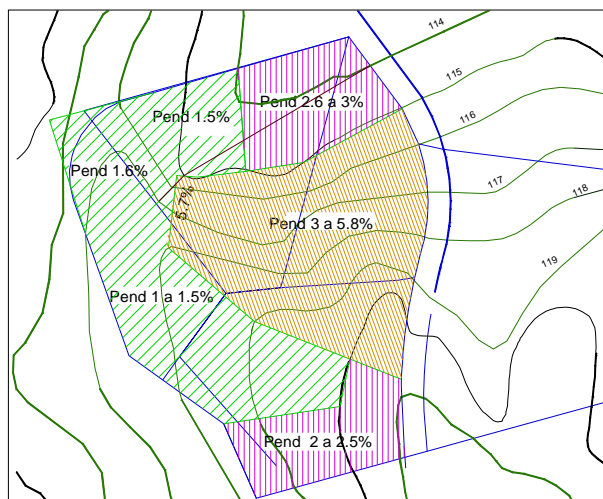 114
115
Pend 2.6 a 3%
Pend 1.5%
116
Pend 1.6%
117
118
5.7%
Pend 3 a 5.8%
119
Pend 1 a 1.5%
Pend 2 a 2.5%